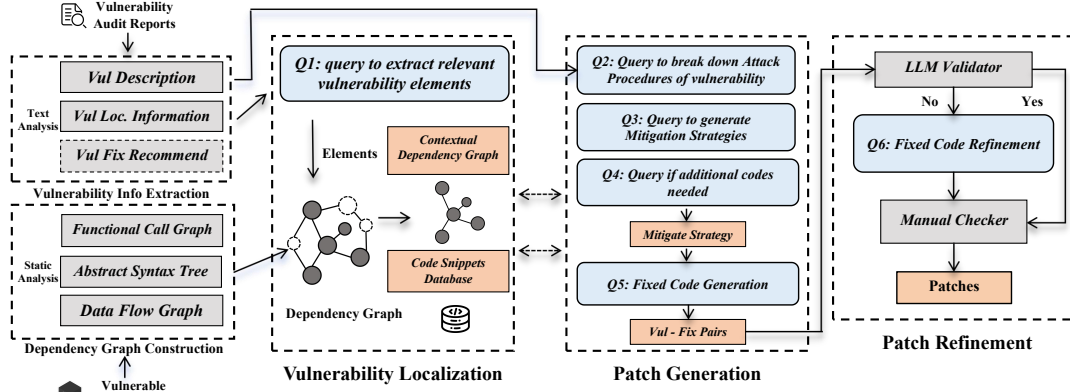 Vulnerability
Audit Reports
Vul Description
Text
Analysis
Vul Loc. Information
Vul Fix Recommend
Vulnerability Info Extraction
Functional Call Graph
Static
Analysis
Abstract Syntax Tree
Data Flow Graph
Dependency Graph Construction
Vulnerable
Q1: query to extract relevant
vulnerability elements
Elements
Contextual
Dependency Graph
Code Snippets
Database
Dependency Graph
Vulnerability Localization
Q2: Query to break down Attack
Procedures of vulnerability
Q3: Query to generate
Mitigation Strategies
Q4: Query if additional codes
needed
Mitigate Strategy
Q5: Fixed Code Generation
Vul - Fix Pairs
Patch Generation
LLM Validator
No
Yes
Q6: Fixed Code Refinement
Manual Checker
Patches
Patch Refinement